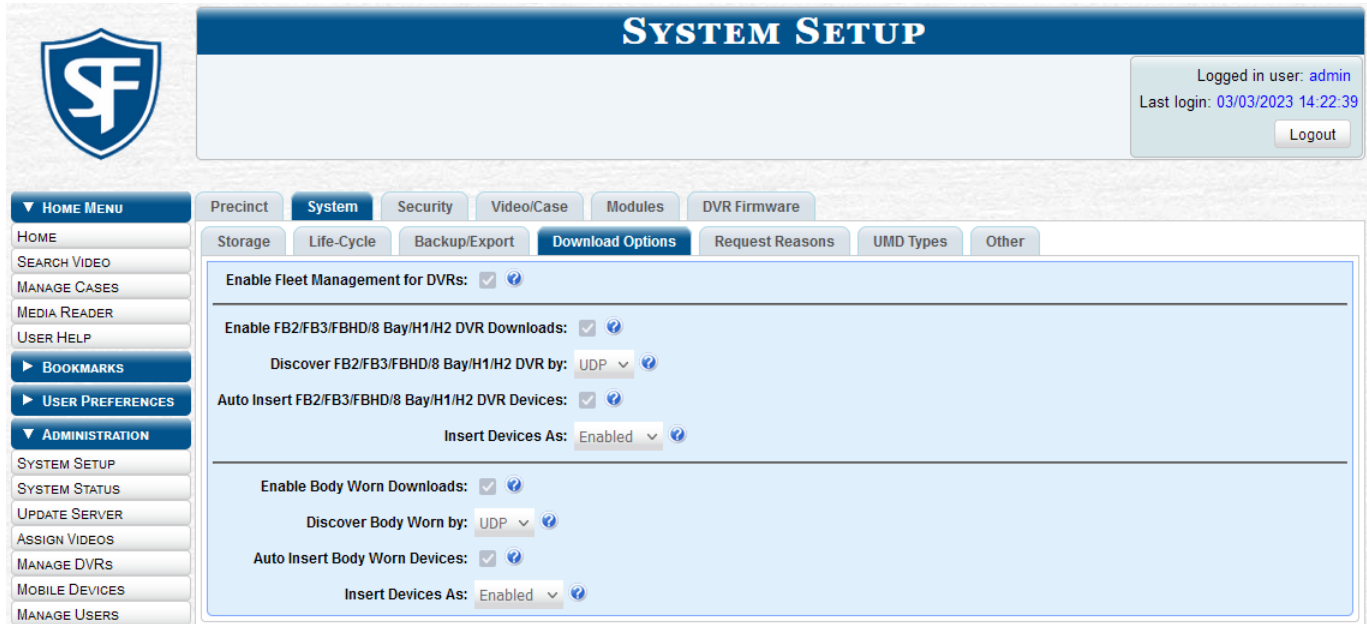 SYSTEM SETUP
SF
Logged in user: admin
Last login: 03/03/2023 14:22:39
Logout
▼ HOME MENU
HOME
SEARCH VIDEO
MANAGE CASES
MEDIA READER
USER HELP
► BOOKMARKS
► USER PREFERENCES
▼ ADMINISTRATION
SYSTEM SETUP
SYSTEM STATUS
UPDATE SERVER
ASSIGN VIDEOS
MANAGE DVRS
MOBILE DEVICES
MANAGE USERS
Precinct System Security Video/Case Modules DVR Firmware
Storage Life-Cycle Backup/Export Download Options Request Reasons UMD Types Other
Enable Fleet Management for DVRs: ?
Enable FB2/FB3/FBHD/8 Bay/H1/H2 DVR Downloads: ?
Discover FB2/FB3/FBHD/8 Bay/H1/H2 DVR by: UDP ?
Auto Insert FB2/FB3/FBHD/8 Bay/H1/H2 DVR Devices: ?
Insert Devices As: Enabled ?
Enable Body Worn Downloads: ?
Discover Body Worn by: UDP ?
Auto Insert Body Worn Devices: ?
Insert Devices As: Enabled ?